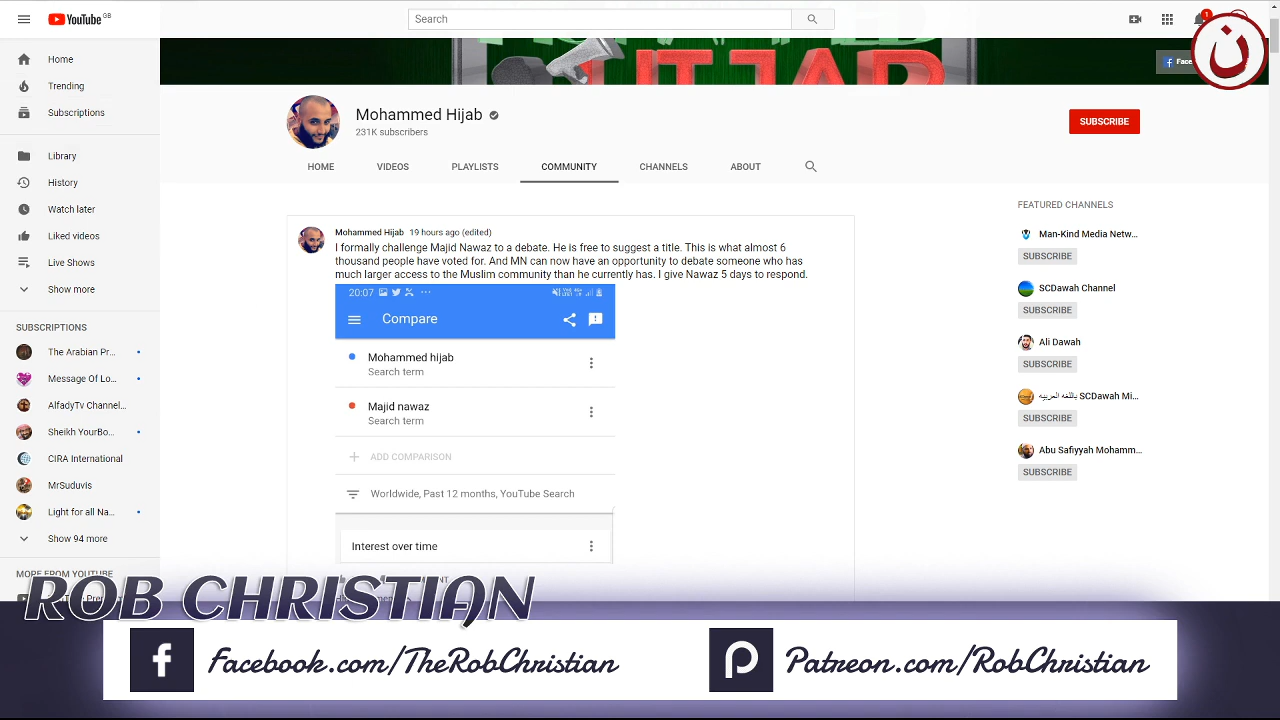 YouTube GB
Search
1
Face
ن
Home
Trending
Subscriptions
Library
History
Watch later
Liked videos
Live Shows
Show more
SUBSCRIPTIONS
The Arabian Pr...
Message Of Lo...
AlfadyTv Channel...
Sheikh YourBo...
CIRA International
MrSuduvis
Light for all Na...
Show 94 more
MORE FROM YOUTUBE
HIJAB
Mohammed Hijab
231K subscribers
SUBSCRIBE
HOME VIDEOS PLAYLISTS COMMUNITY CHANNELS ABOUT
Mohammed Hijab 19 hours ago (edited)
I formally challenge Majid Nawaz to a debate. He is free to suggest a title. This is what almost 6
thousand people have voted for. And MN can now have an opportunity to debate someone who has
much larger access to the Muslim community than he currently has. I give Nawaz 5 days to respond.
20:07
Compare
Mohammed hijab
Search term
Majid nawaz
Search term
ADD COMPARISON
Worldwide, Past 12 months, YouTube Search
Interest over time
FEATURED CHANNELS
Man-Kind Media Netw...
SUBSCRIBE
SCDawah Channel
SUBSCRIBE
Ali Dawah
SUBSCRIBE
باللغه العربيه SCDawah Mi...
SUBSCRIBE
Abu Safiyyah Mohamm...
SUBSCRIBE
ROB CHRISTIAN
Facebook.com/TheRobChristian
Patreon.com/RobChristian